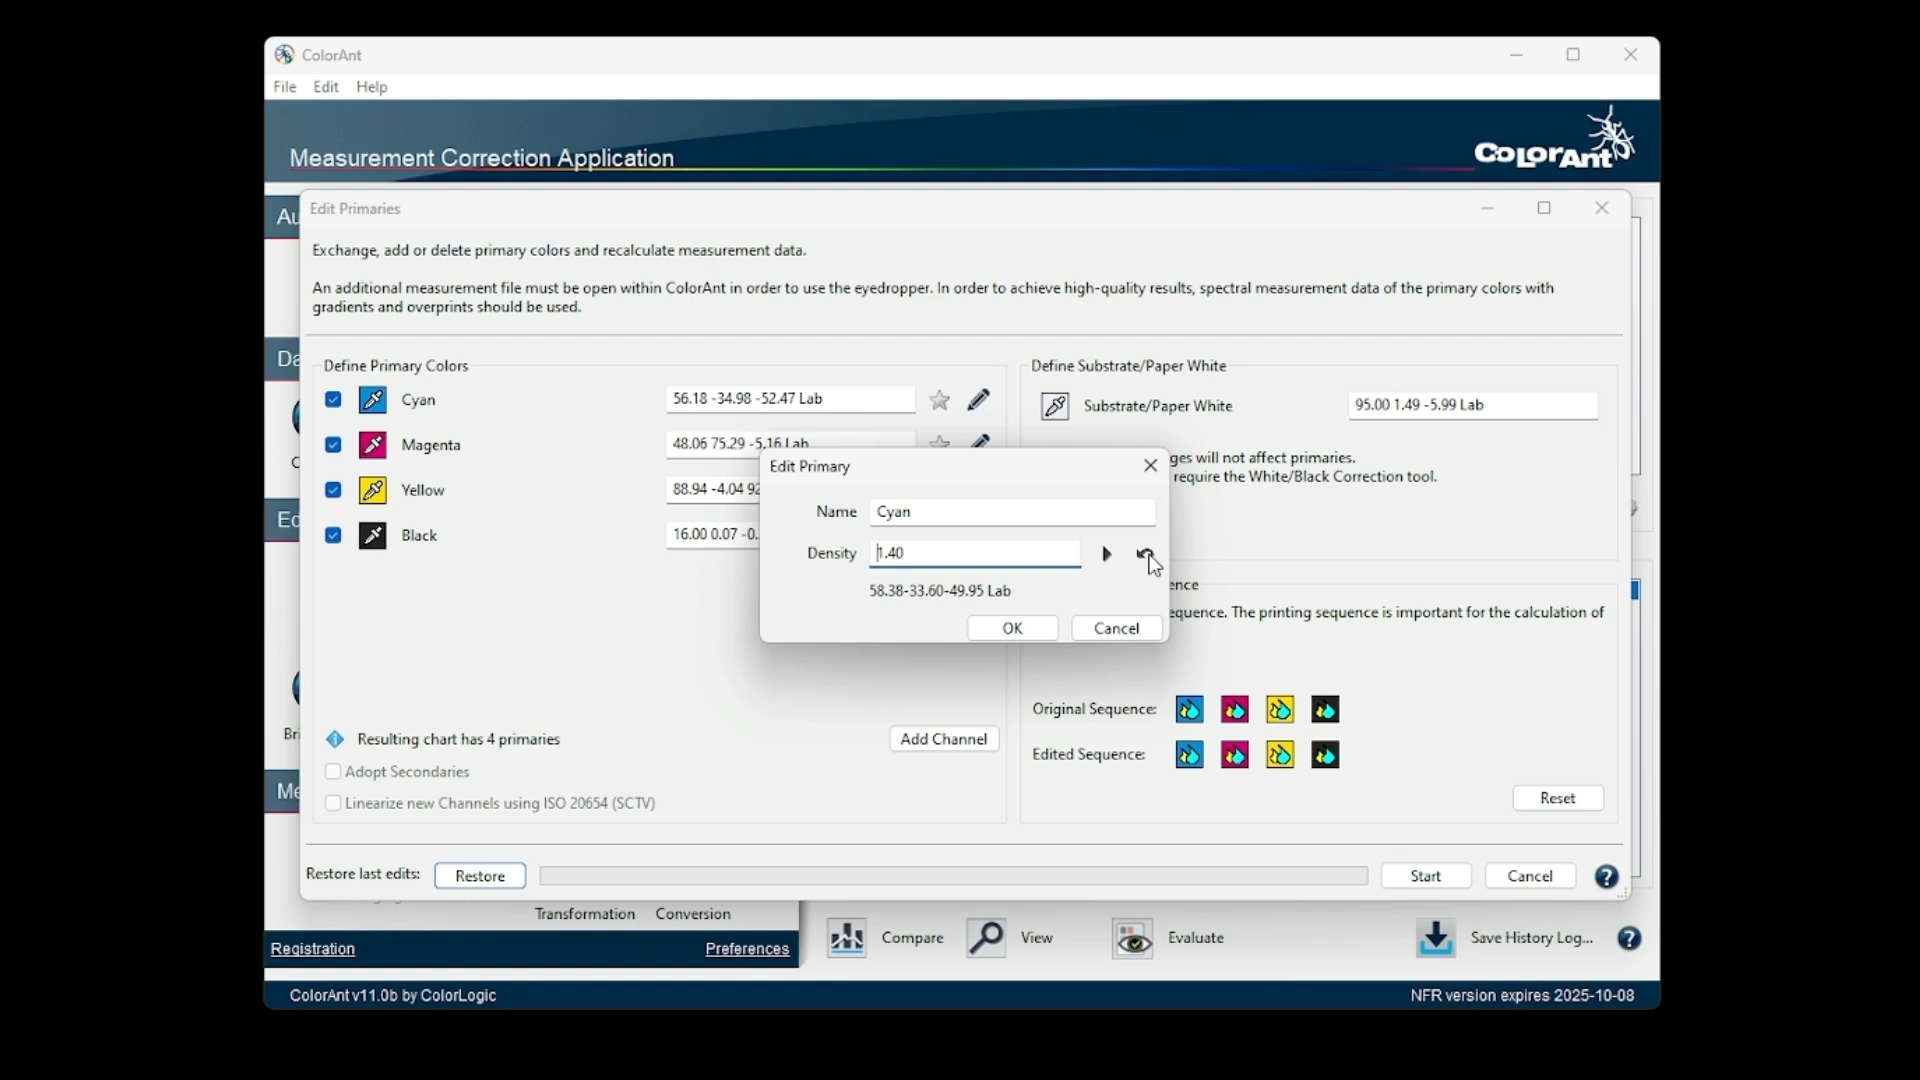 ColorAnt
File Edit Help
Measurement Correction Application
ColorAnt
Edit Primaries
Exchange, add or delete primary colors and recalculate measurement data.
An additional measurement file must be open within ColorAnt in order to use the eyedropper. In order to achieve high-quality results, spectral measurement data of the primary colors with
gradients and overprints should be used.
Define Primary Colors
Cyan 56.18 -34.98 -52.47 Lab
Magenta 48.06 75.29 -5.16 Lab
Yellow 88.94 -4.04 92
Black 16.00 0.07 -0.
Define Substrate/Paper White
Substrate/Paper White 95.00 1.49 -5.99 Lab
ges will not affect primaries.
require the White/Black Correction tool.
Edit Primary
Name Cyan
Density 1.40
58.38-33.60-49.95 Lab
OK Cancel
ence
equence. The printing sequence is important for the calculation of
Original Sequence:
Edited Sequence:
Reset
Resulting chart has 4 primaries
Add Channel
Adopt Secondaries
Linearize new Channels using ISO 20654 (SCTV)
Restore last edits: Restore Start Cancel
Transformation Conversion
Registration Preferences
Compare View Evaluate Save History Log...
ColorAnt v11.0b by ColorLogic
NFR version expires 2025-10-08